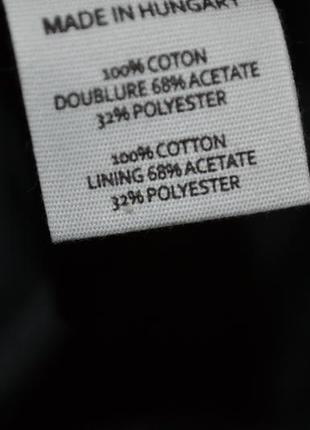 MADE IN HUNGARY
100% COTON
DOUBLURE 68% ACETATE
32% POLYESTER
100% COTTON
LINING 68% ACETATE
32% POLYESTER